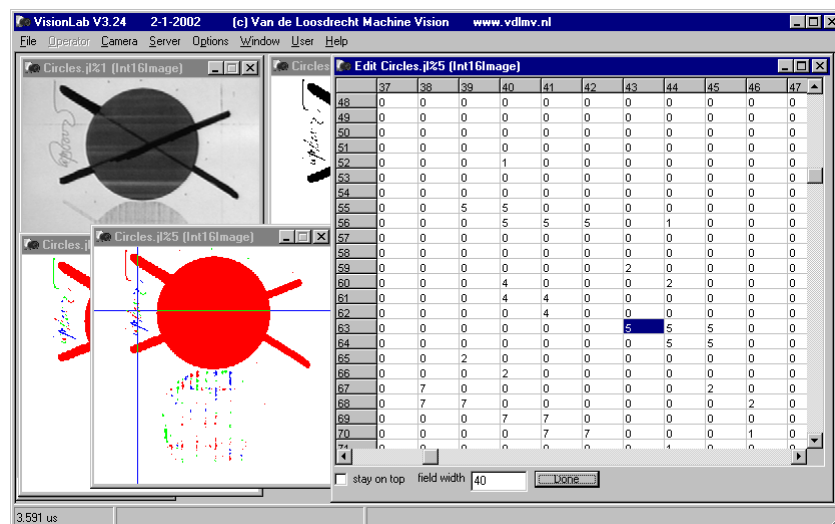 VisionLab V3.24 2-1-2002 (c) Van de Loosdrecht Machine Vision www.vdlmv.nl
File Operator Camera Server Options Window User Help
Circles.jl%1 (Int16Image)
Circles
Edit Circles.jl%5 (Int16Image)
37 38 39 40 41 42 43 44 45 46 47
48 0 0 0 0 0 0 0 0 0 0 0
49 0 0 0 0 0 0 0 0 0 0 0
50 0 0 0 0 0 0 0 0 0 0 0
51 0 0 0 0 0 0 0 0 0 0 0
52 0 0 0 1 0 0 0 0 0 0 0
53 0 0 0 0 0 0 0 0 0 0 0
54 0 0 0 0 0 0 0 0 0 0 0
55 0 0 5 5 0 0 0 0 0 0 0
56 0 0 0 5 5 5 0 1 0 0 0
57 0 0 0 0 0 0 0 0 0 0 0
58 0 0 0 0 0 0 0 0 0 0 0
59 0 0 0 0 0 0 2 0 0 0 0
60 0 0 0 4 0 0 0 2 0 0 0
61 0 0 0 4 4 0 0 0 0 0 0
62 0 0 0 0 4 0 0 0 0 0 0
63 0 0 0 0 0 0 5 5 5 0 0
64 0 0 0 0 0 0 0 5 5 0 0
65 0 0 2 0 0 0 0 0 0 0 0
66 0 0 0 2 0 0 0 0 0 0 0
67 0 7 0 0 0 0 0 0 2 0 0
68 0 7 7 0 0 0 0 0 0 2 0
69 0 0 0 7 7 0 0 0 0 0 0
70 0 0 0 0 7 7 0 0 0 1 0
Circles.jl
Circles.jl%5 (Int16Image)
stay on top field width 40 Done
3.591 us